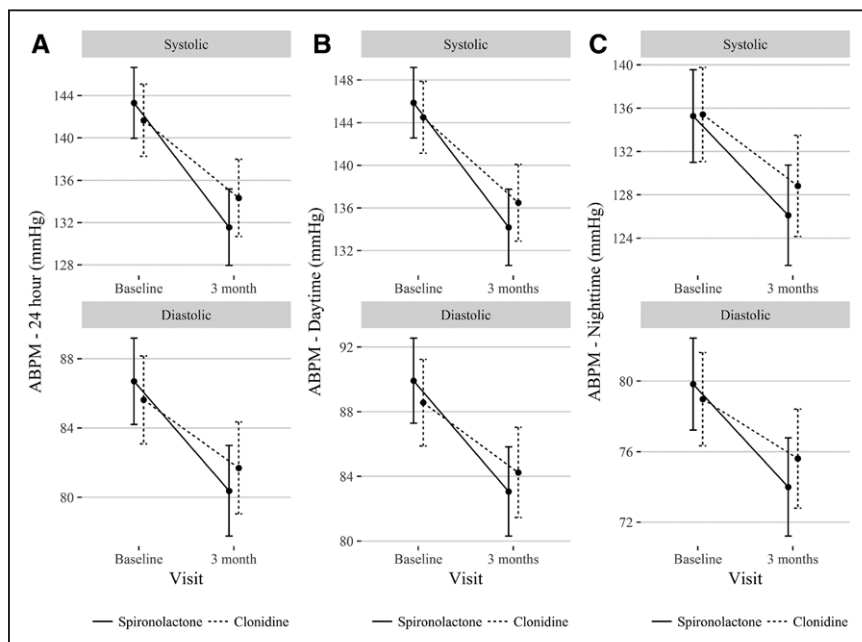 A
Systolic
144
140
136
132
128
Baseline
3 month
Diastolic
88
84
80
Baseline
3 month
Visit
ABPM - 24 hour (mmHg)
Spironolactone
Clonidine
B
Systolic
148
144
140
136
132
Baseline
3 months
Diastolic
92
88
84
80
Baseline
3 months
Visit
ABPM - Daytime (mmHg)
Spironolactone
Clonidine
C
Systolic
140
136
132
128
124
Baseline
3 months
Diastolic
80
76
72
Baseline
3 months
Visit
ABPM - Nighttime (mmHg)
Spironolactone
Clonidine